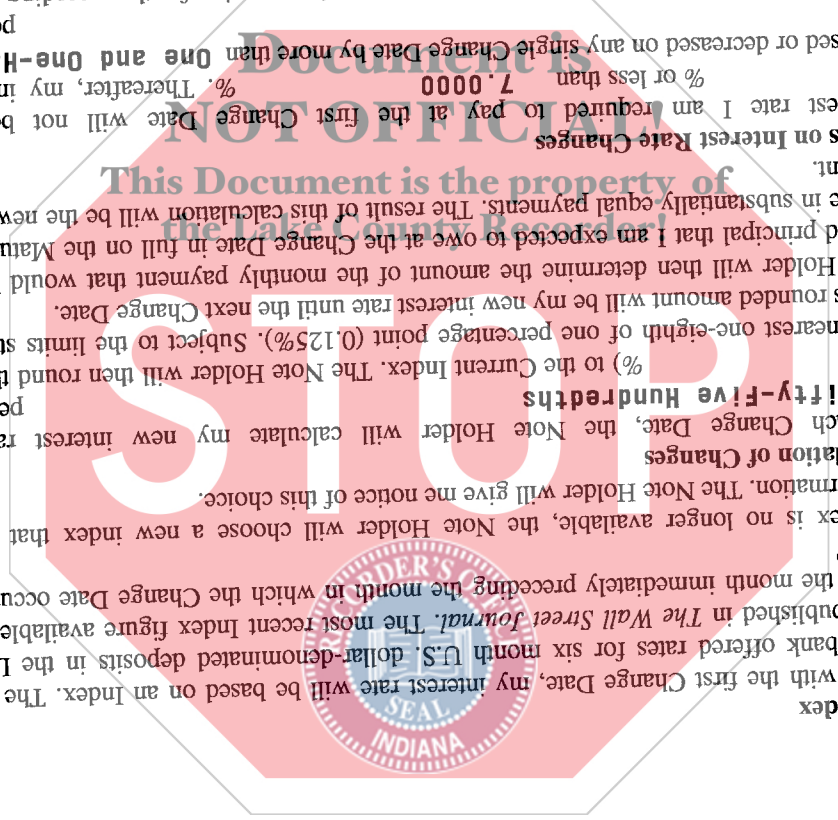 dex
with the first Change Date, my interest rate will be based on an Index. The
bank offered rates for six month U.S. dollar-denominated deposits in the L
ublished in The Wall Street Journal. The most recent Index figure available
the month immediately preceding the month in which the Change Date occu
ex is no longer available, the Note Holder will choose a new index that
rmation. The Note Holder will give me notice of this choice.
lation of Changes
ch Change Date, the Note Holder will calculate my new interest ra
ifty-Five Hundredths pe
%) to the Current Index. The Note Holder will then round th
nearest one-eighth of one percentage point (0.125%). Subject to the limits st
s rounded amount will be my new interest rate until the next Change Date.
Holder will then determine the amount of the monthly payment that would
d principal that I am expected to owe at the Change Date in full on the Matu
e in substantially equal payments. The result of this calculation will be the new
nt.
s on Interest Rate Changes
est rate I am required to pay at the first Change Date will not be
% or less than 7.0000 %. Thereafter, my in
sed or decreased on any single Change Date by more than One and One-H
pe
Document is
NOT OFFICIAL!
This Document is the property of
the Lake County Recorder!
STOP
RECORDER'S OFFICE
SEAL
INDIANA